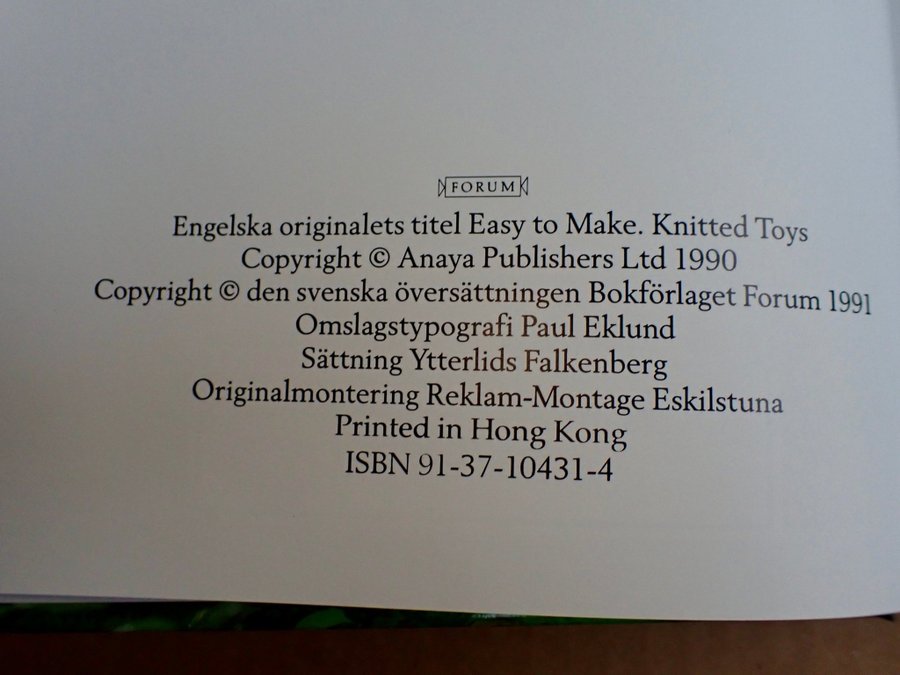 FORUM
Engelska originalets titel Easy to Make. Knitted Toys
Copyright © Anaya Publishers Ltd 1990
Copyright © den svenska översättningen Bokförlaget Forum 1991
Omslagstypografi Paul Eklund
Sättning Ytterlids Falkenberg
Originalmontering Reklam-Montage Eskilstuna
Printed in Hong Kong
ISBN 91-37-10431-4